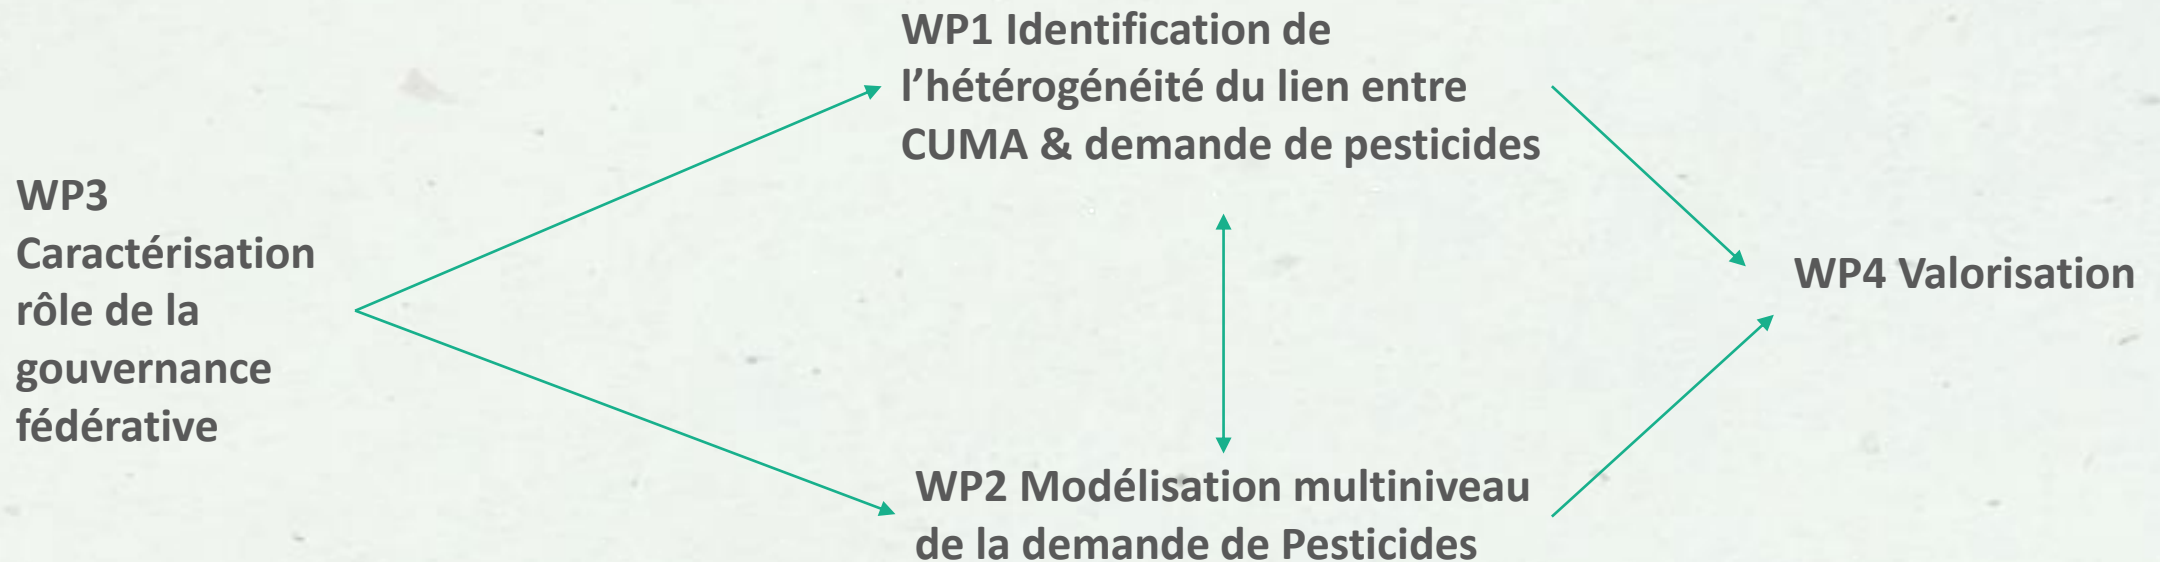 WP1 Identification de
l’hétérogénéité du lien entre
CUMA & demande de pesticides
WP3
Caractérisation
rôle de la
gouvernance
fédérative
WP4 Valorisation
WP2 Modélisation multiniveau
de la demande de Pesticides